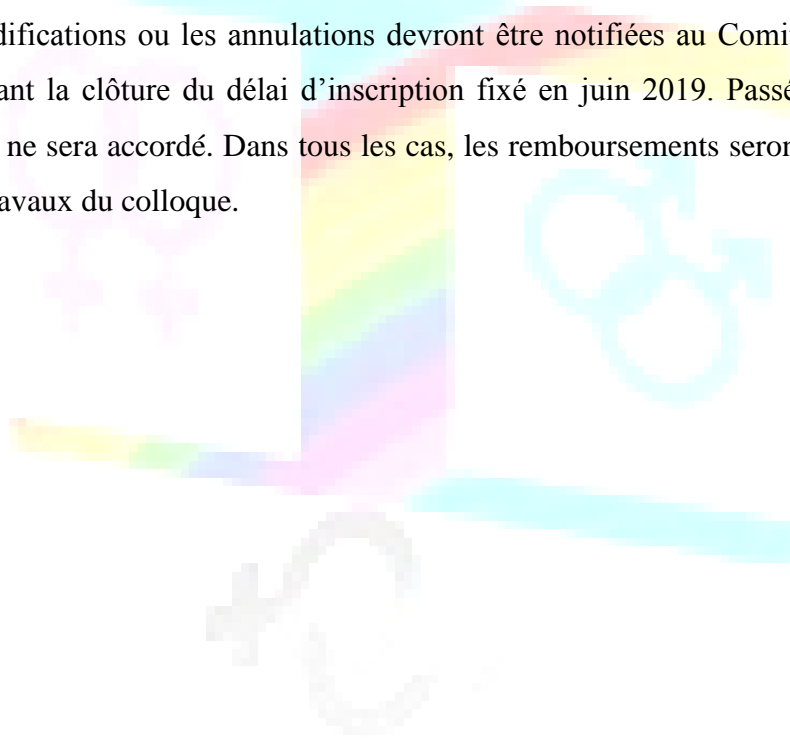 difications ou les annulations devront être notifiées au Comi
ant la clôture du délai d’inscription fixé en juin 2019. Passé
ne sera accordé. Dans tous les cas, les remboursements seron
avaux du colloque.